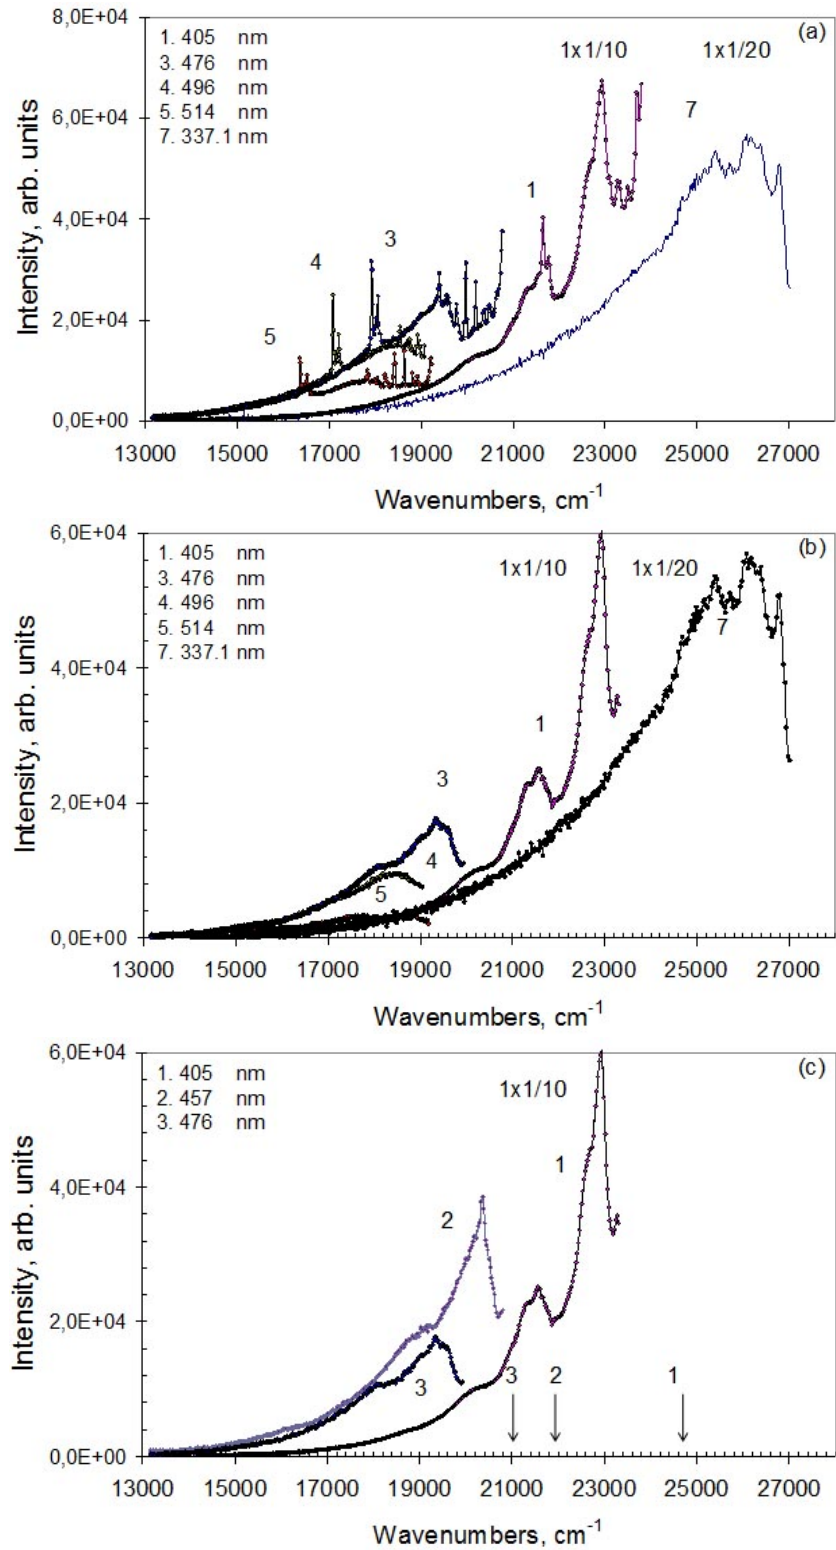 8,0E+04
6,0E+04
4,0E+04
2,0E+04
0,0E+00
Intensity, arb. units
1. 405 nm
3. 476 nm
4. 496 nm
5. 514 nm
7. 337.1 nm
1x1/10
1x1/20
(a)
7
1
3
4
5
13000 15000 17000 19000 21000 23000 25000 27000
Wavenumbers, cm-1
6,0E+04
4,0E+04
2,0E+04
0,0E+00
Intensity, arb. units
1. 405 nm
3. 476 nm
4. 496 nm
5. 514 nm
7. 337.1 nm
1x1/10
1x1/20
(b)
7
1
3
4
5
13000 15000 17000 19000 21000 23000 25000 27000
Wavenumbers, cm-1
6,0E+04
4,0E+04
2,0E+04
0,0E+00
Intensity, arb. units
1. 405 nm
2. 457 nm
3. 476 nm
1x1/10
(c)
1
2
3
3 2 1
13000 15000 17000 19000 21000 23000 25000 27000
Wavenumbers, cm-1